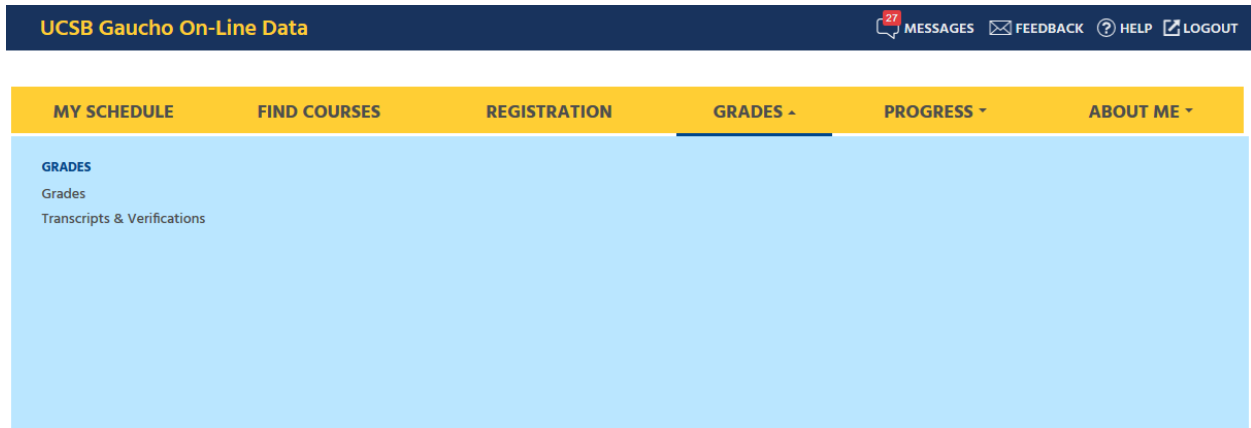 UCSB Gaucho On-Line Data
27 MESSAGES FEEDBACK ? HELP LOGOUT
MY SCHEDULE FIND COURSES REGISTRATION GRADES PROGRESS ABOUT ME
GRADES
Grades
Transcripts & Verifications